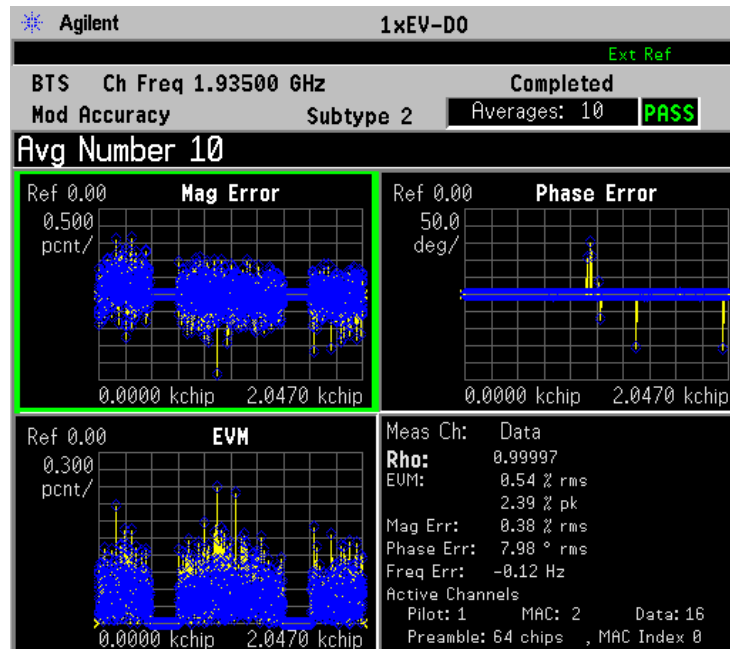 Agilent 1xEV-DO
Ext Ref
BTS Ch Freq 1.93500 GHz Completed
Mod Accuracy Subtype 2 Averages: 10 PASS
Avg Number 10
Ref 0.00 Mag Error
0.500
pcnt/
0.0000 kchip 2.0470 kchip
Ref 0.00 Phase Error
50.0
deg/
0.0000 kchip 2.0470 kchip
Ref 0.00 EVM
0.300
pcnt/
0.0000 kchip 2.0470 kchip
Meas Ch: Data
Rho: 0.99997
EVM: 0.54 % rms
2.39 % pk
Mag Err: 0.38 % rms
Phase Err: 7.98 ° rms
Freq Err: -0.12 Hz
Active Channels
Pilot: 1 MAC: 2 Data: 16
Preamble: 64 chips , MAC Index 0